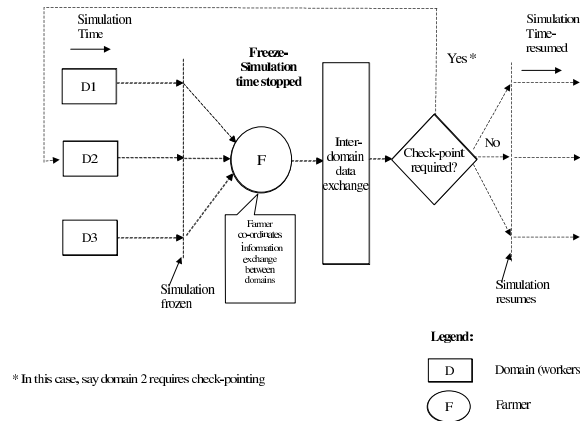 Simulation
Time
Freeze-
Simulation
time stopped
Yes *
Simulation
Time-
resumed
D1
D2
D3
F
Inter-
domain
data
exchange
Check-point
required?
No
Farmer
co-ordinates
Information
exchange
between
domains
Simulation
frozen
Simulation
resumes
Legend:
D
Domain (workers
F
Farmer
* In this case, say domain 2 requires check-pointing